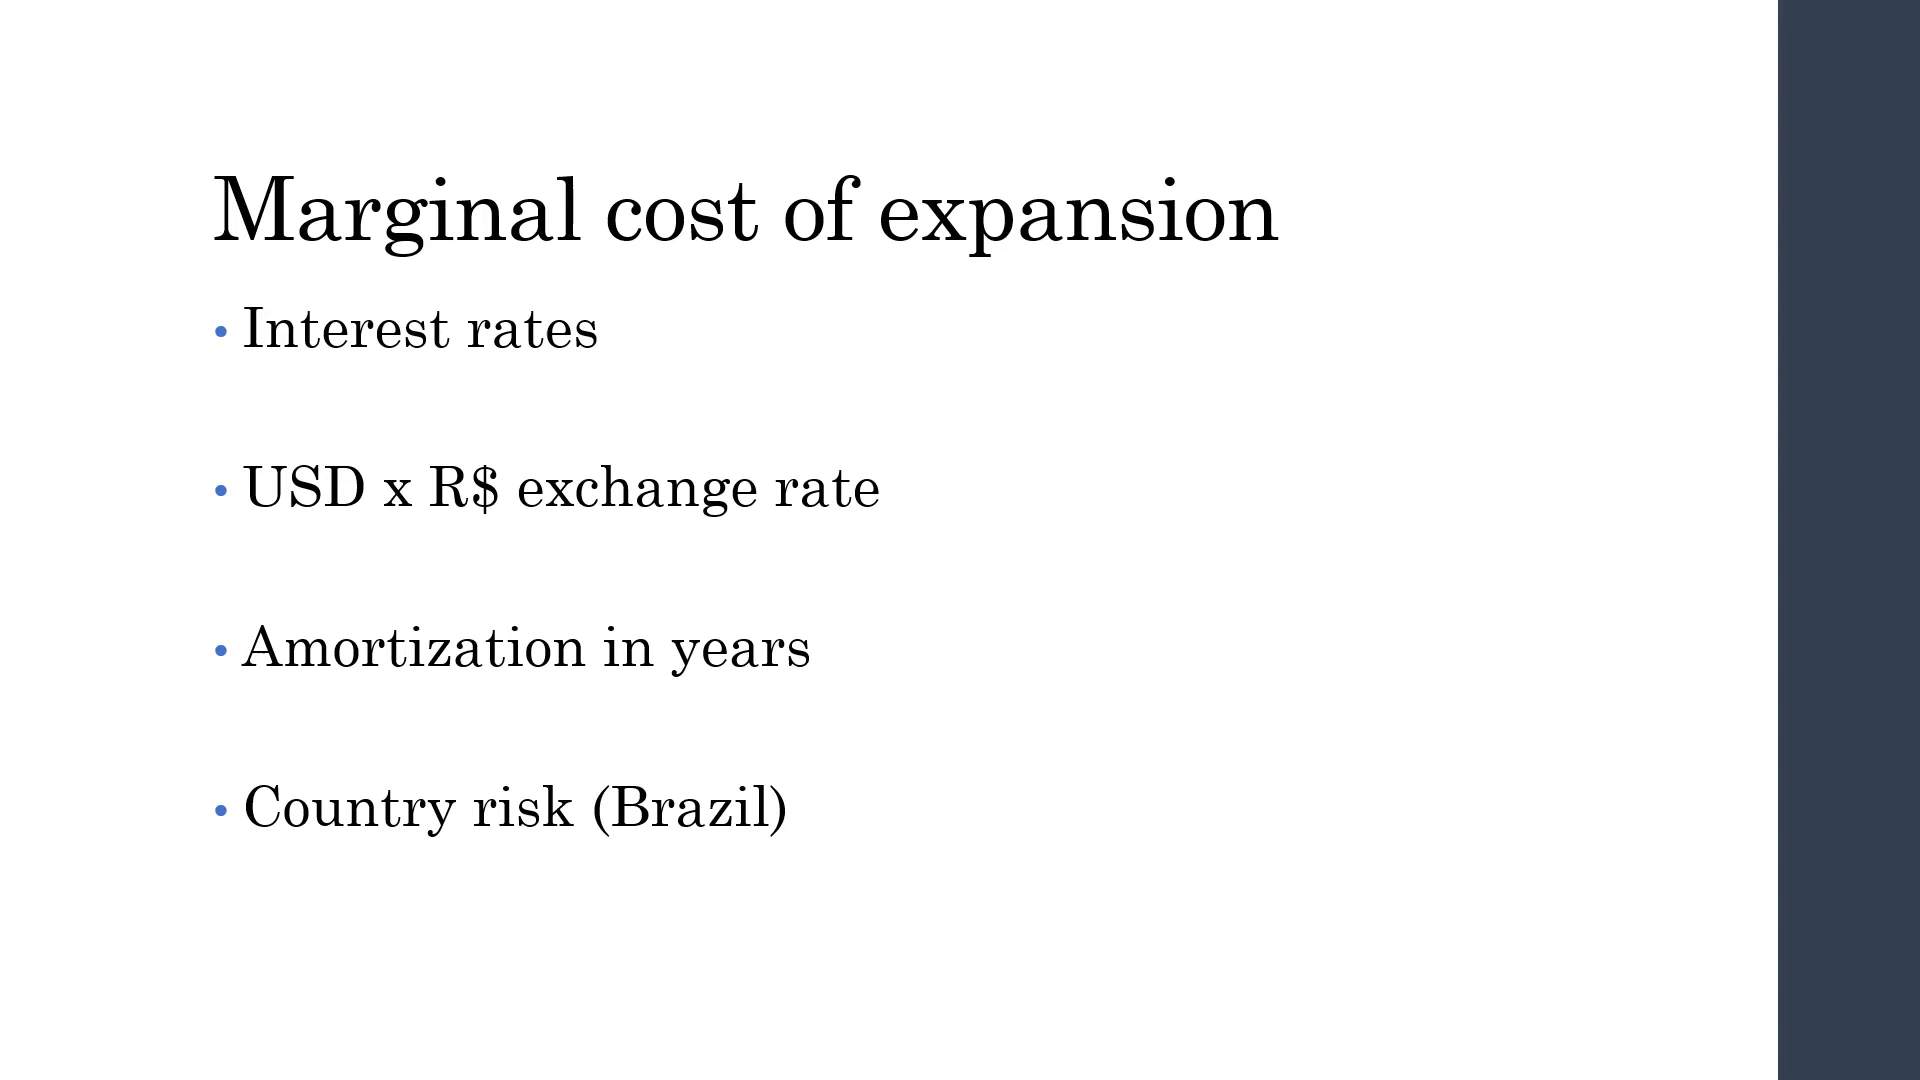 Marginal cost of expansion
• Interest rates
• USD x R$ exchange rate
• Amortization in years
• Country risk (Brazil)